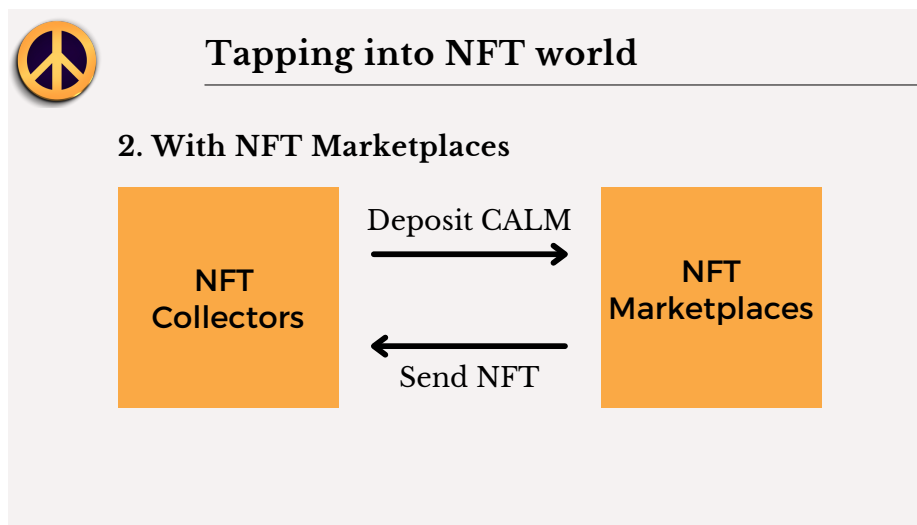 Tapping into NFT world
2. With NFT Marketplaces
NFT
Collectors
Deposit CALM
Send NFT
NFT
Marketplaces